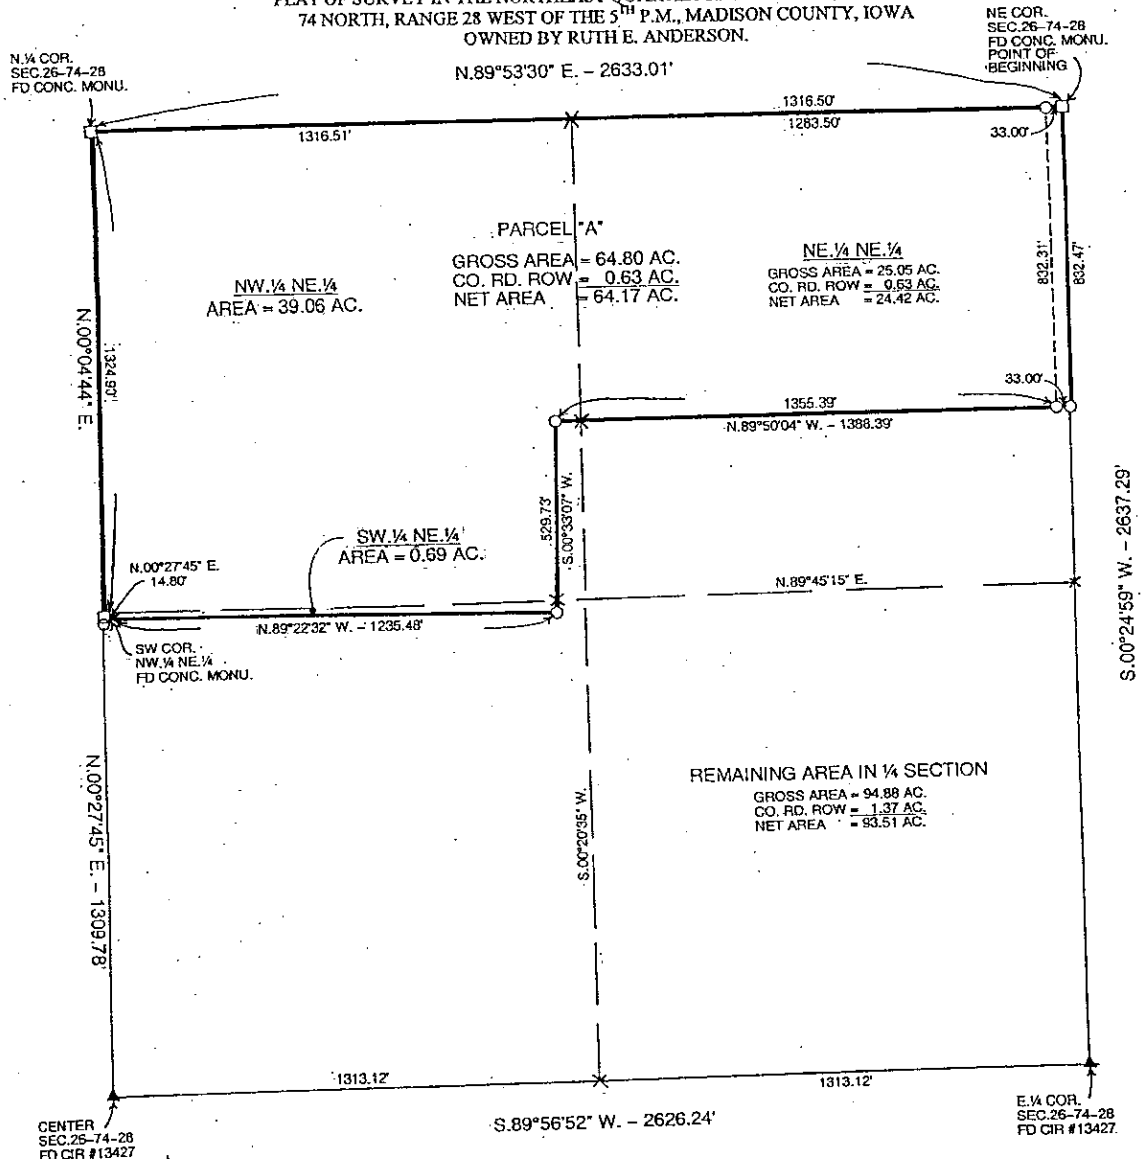 74 NORTH, RANGE 28 WEST OF THE 5TH P.M., MADISON COUNTY, IOWA
OWNED BY RUTH E. ANDERSON.
N.¼ COR.
SEC.26-74-28
FD CONC. MONU.
NE COR.
SEC.26-74-28
FD CONC. MONU.
POINT OF
BEGINNING
N.89°53'30" E. - 2633.01'
1316.50'
1316.51'
1283.50'
33.00'
PARCEL "A"
GROSS AREA = 64.80 AC.
CO. RD. ROW = 0.63 AC.
NET AREA = 64.17 AC.
NW.¼ NE.¼
AREA = 39.06 AC.
NE.¼ NE.¼
GROSS AREA = 25.05 AC.
CO. RD. ROW = 0.63 AC.
NET AREA = 24.42 AC.
832.31'
832.47'
N.00°04'44" E.
1324.90'
33.00'
1355.39'
N.89°50'04" W. - 1388.39'
529.73'
S.00°33'07" W.
SW.¼ NE.¼
AREA = 0.69 AC.
S.00°24'59" W. - 2637.29'
N.00°27'45" E.
14.80'
N.89°45'15" E.
N.89°22'32" W. - 1235.48'
SW COR.
NW.¼ NE.¼
FD CONC. MONU.
N.00°27'45" E. - 1309.78'
S.00°20'35" W.
REMAINING AREA IN ¼ SECTION
GROSS AREA = 94.88 AC.
CO. RD. ROW = 1.37 AC.
NET AREA = 93.51 AC.
1313.12'
1313.12'
S.89°56'52" W. - 2626.24'
CENTER
SEC.26-74-28
FD CIR #13427
E.¼ COR.
SEC.26-74-28
FD CIR #13427